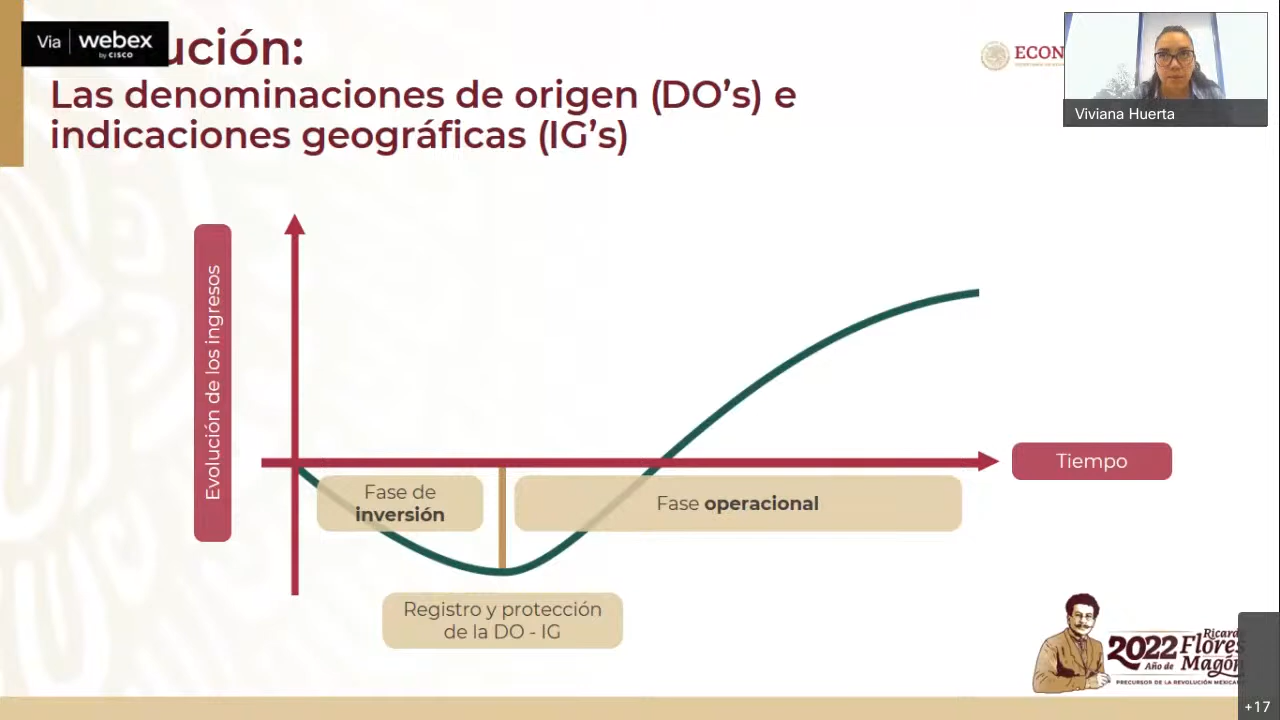 Via webex
by CISCO
ución:
Las denominaciones de origen (DO's) e
indicaciones geográficas (IG's)
ECON
Viviana Huerta
Evolución de los ingresos
Tiempo
Fase de
inversión
Fase operacional
Registro y protección
de la DO - IG
Ricardo
2022 Flores
Año de Magón
PRECURSOR DE LA REVOLUCIÓN MEXICANA
+17